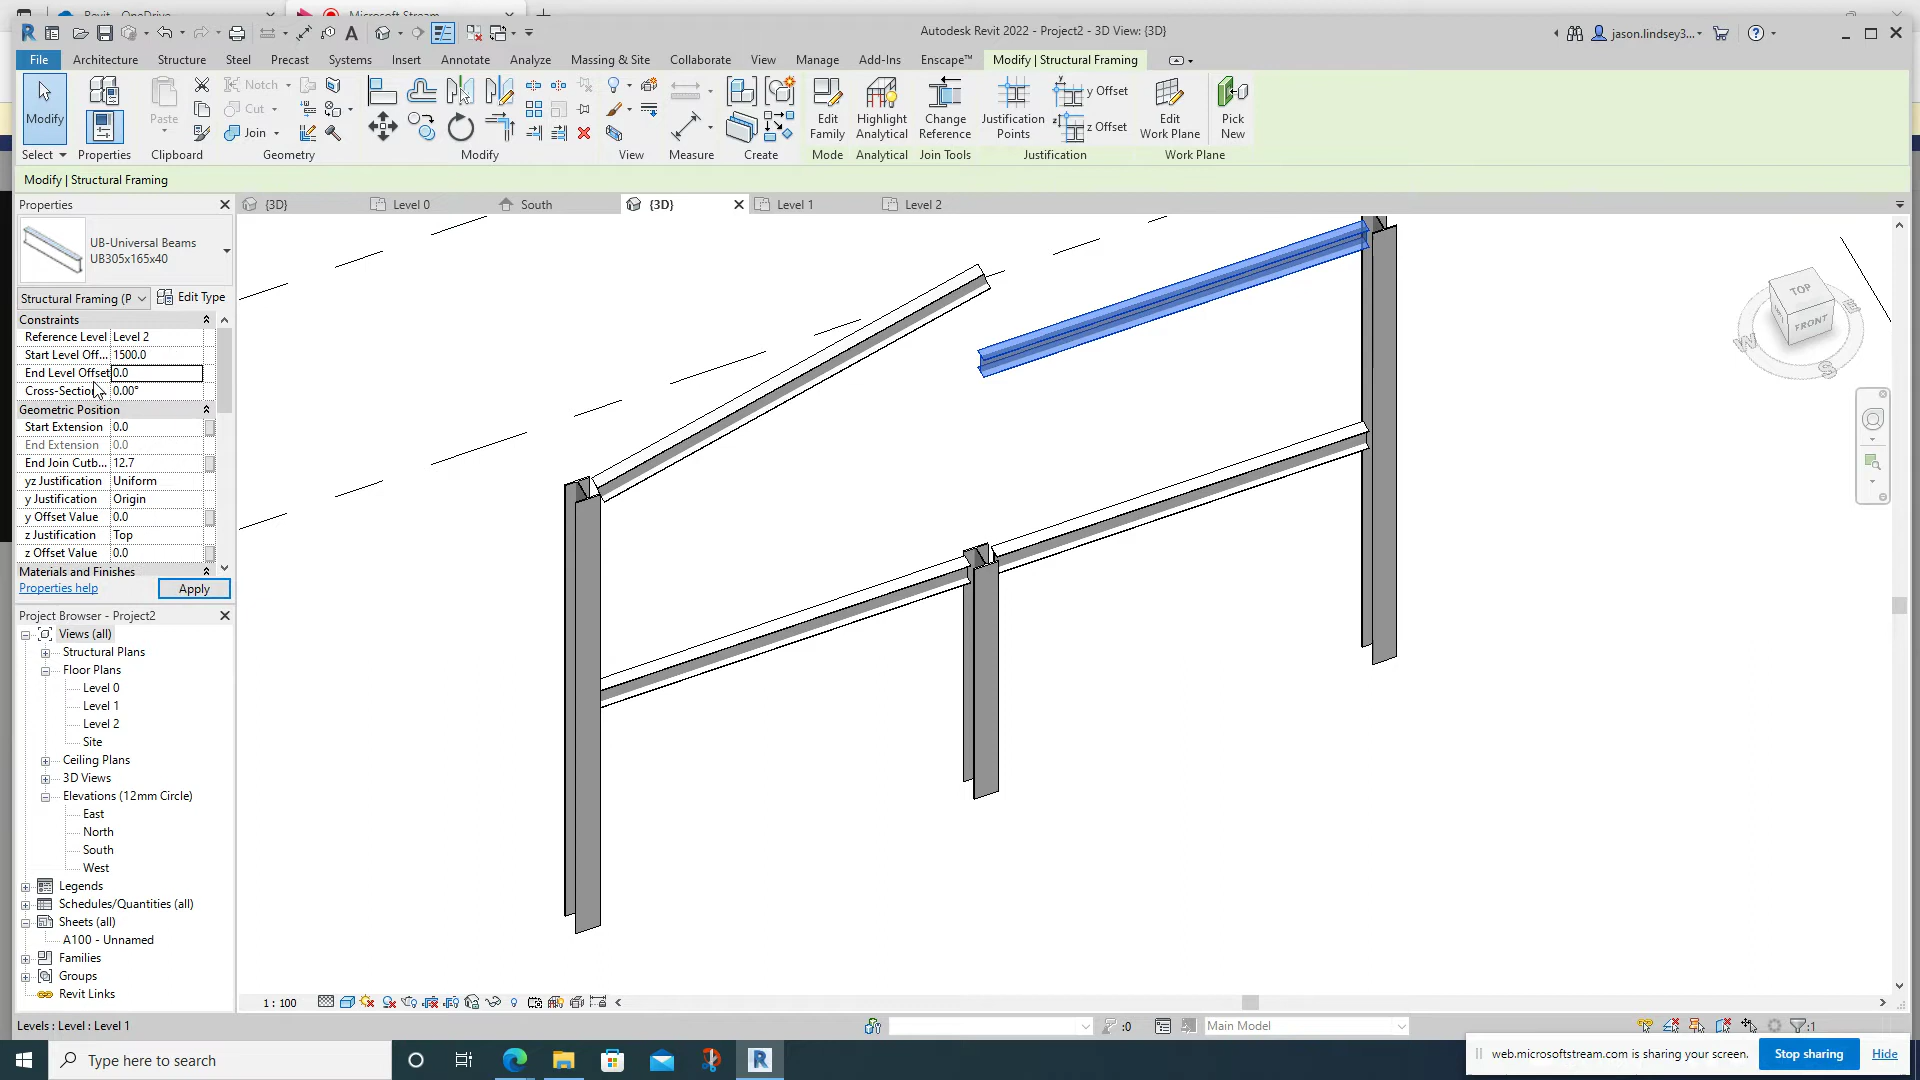 Revit - OneDrive
Microsoft Stream
Autodesk Revit 2022 - Project2 - 3D View: {3D}
jason.lindsey3...
File
Architecture
Structure
Steel
Precast
Systems
Insert
Annotate
Analyze
Massing & Site
Collaborate
View
Manage
Add-Ins
Enscape™
Modify | Structural Framing
Modify
Paste
Notch
Cut
Join
Edit
Family
Highlight
Analytical
Change
Reference
Justification
Points
y Offset
z Offset
Edit
Work Plane
Pick
New
Select
Properties
Clipboard
Geometry
Modify
View
Measure
Create
Mode
Analytical
Join Tools
Justification
Work Plane
Modify | Structural Framing
Properties
{3D}
Level 0
South
{3D}
Level 1
Level 2
UB-Universal Beams
UB305x165x40
Structural Framing (P
Edit Type
Constraints
Reference Level Level 2
Start Level Off... 1500.0
End Level Offset 0.0
Cross-Section 0.00°
Geometric Position
Start Extension 0.0
End Extension 0.0
End Join Cutb... 12.7
yz Justification Uniform
y Justification Origin
y Offset Value 0.0
z Justification Top
z Offset Value 0.0
Materials and Finishes
Properties help
Apply
Project Browser - Project2
Views (all)
Structural Plans
Floor Plans
Level 0
Level 1
Level 2
Site
Ceiling Plans
3D Views
Elevations (12mm Circle)
East
North
South
West
Legends
Schedules/Quantities (all)
Sheets (all)
A100 - Unnamed
Families
Groups
Revit Links
TOP
FRONT
W
S
E
1 : 100
Levels : Level : Level 1
:0
Main Model
:1
Type here to search
web.microsoftstream.com is sharing your screen.
Stop sharing
Hide